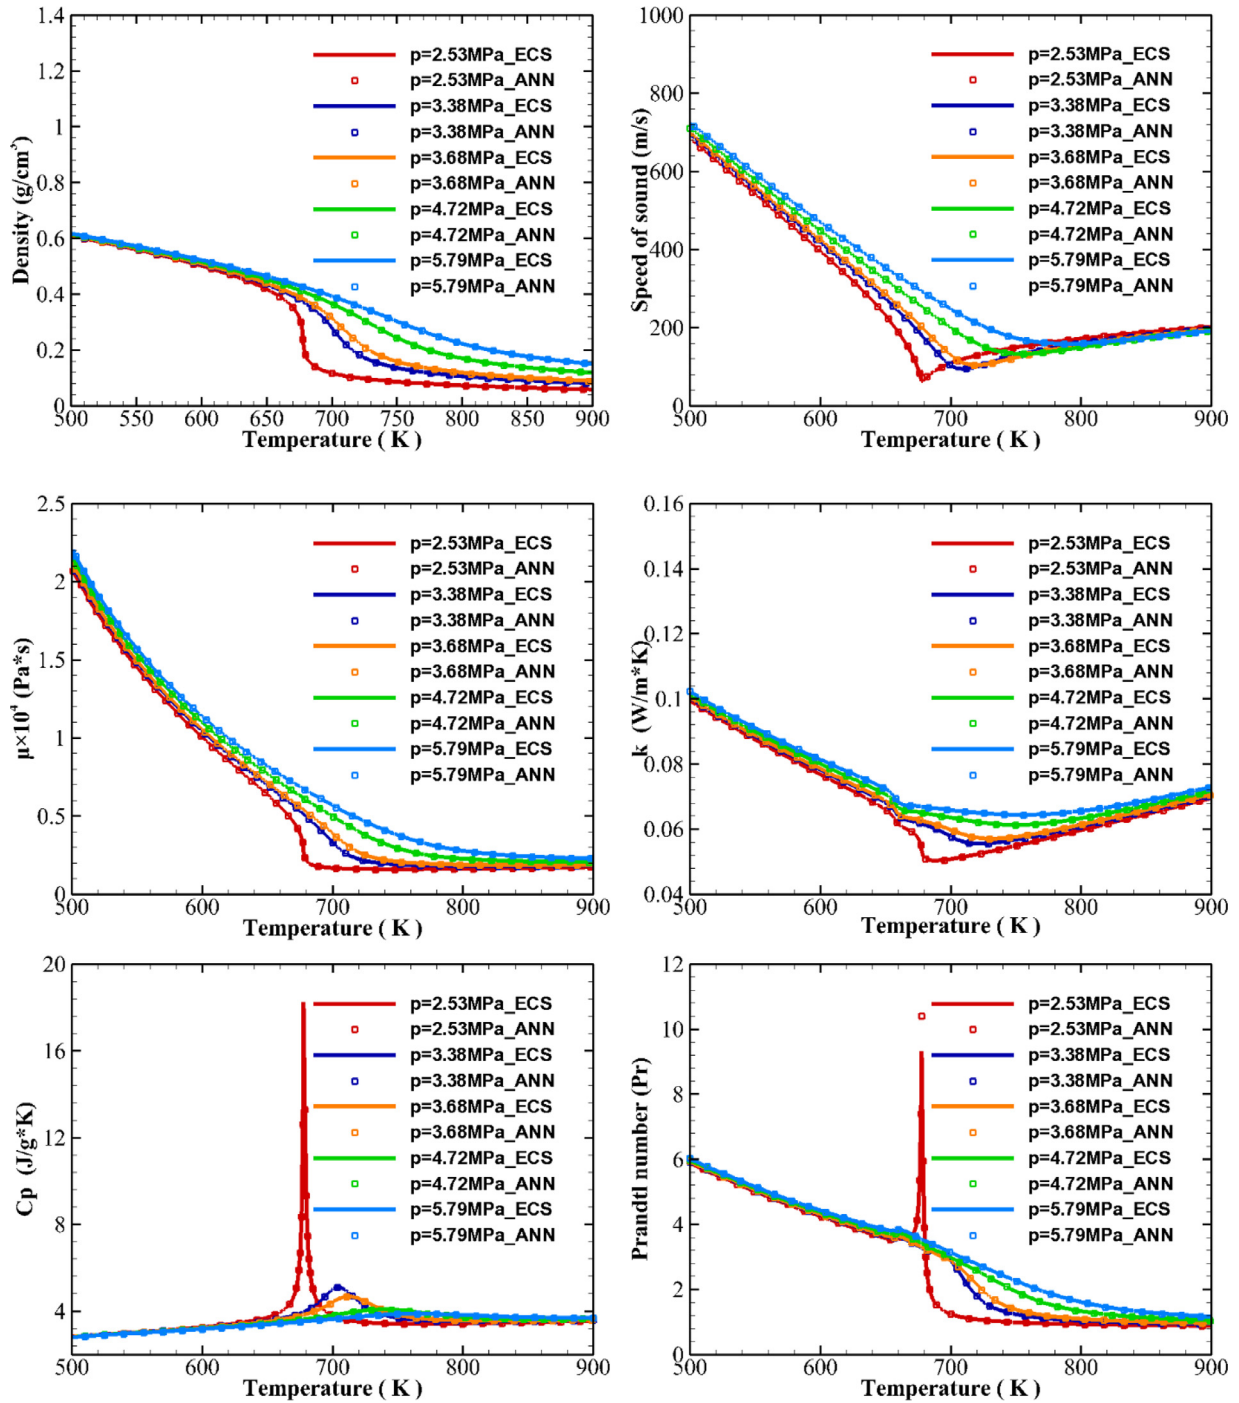 1.4
1.2
1
0.8
0.6
0.4
0.2
0
Density (g/cm³)
500 550 600 650 700 750 800 850 900
Temperature ( K )
p=2.53MPa_ECS
p=2.53MPa_ANN
p=3.38MPa_ECS
p=3.38MPa_ANN
p=3.68MPa_ECS
p=3.68MPa_ANN
p=4.72MPa_ECS
p=4.72MPa_ANN
p=5.79MPa_ECS
p=5.79MPa_ANN
1000
800
600
400
200
0
Speed of sound (m/s)
500 600 700 800 900
Temperature ( K )
p=2.53MPa_ECS
p=2.53MPa_ANN
p=3.38MPa_ECS
p=3.38MPa_ANN
p=3.68MPa_ECS
p=3.68MPa_ANN
p=4.72MPa_ECS
p=4.72MPa_ANN
p=5.79MPa_ECS
p=5.79MPa_ANN
2.5
2
1.5
1
0.5
0
μ×10⁴ (Pa*s)
500 600 700 800 900
Temperature ( K )
p=2.53MPa_ECS
p=2.53MPa_ANN
p=3.38MPa_ECS
p=3.38MPa_ANN
p=3.68MPa_ECS
p=3.68MPa_ANN
p=4.72MPa_ECS
p=4.72MPa_ANN
p=5.79MPa_ECS
p=5.79MPa_ANN
0.16
0.14
0.12
0.1
0.08
0.06
0.04
k (W/m*K)
500 600 700 800 900
Temperature ( K )
p=2.53MPa_ECS
p=2.53MPa_ANN
p=3.38MPa_ECS
p=3.38MPa_ANN
p=3.68MPa_ECS
p=3.68MPa_ANN
p=4.72MPa_ECS
p=4.72MPa_ANN
p=5.79MPa_ECS
p=5.79MPa_ANN
20
16
12
8
4
Cp (J/g*K)
500 600 700 800 900
Temperature ( K )
p=2.53MPa_ECS
p=2.53MPa_ANN
p=3.38MPa_ECS
p=3.38MPa_ANN
p=3.68MPa_ECS
p=3.68MPa_ANN
p=4.72MPa_ECS
p=4.72MPa_ANN
p=5.79MPa_ECS
p=5.79MPa_ANN
12
10
8
6
4
2
0
Prandtl number (Pr)
500 600 700 800 900
Temperature ( K )
p=2.53MPa_ECS
p=2.53MPa_ANN
p=3.38MPa_ECS
p=3.38MPa_ANN
p=3.68MPa_ECS
p=3.68MPa_ANN
p=4.72MPa_ECS
p=4.72MPa_ANN
p=5.79MPa_ECS
p=5.79MPa_ANN